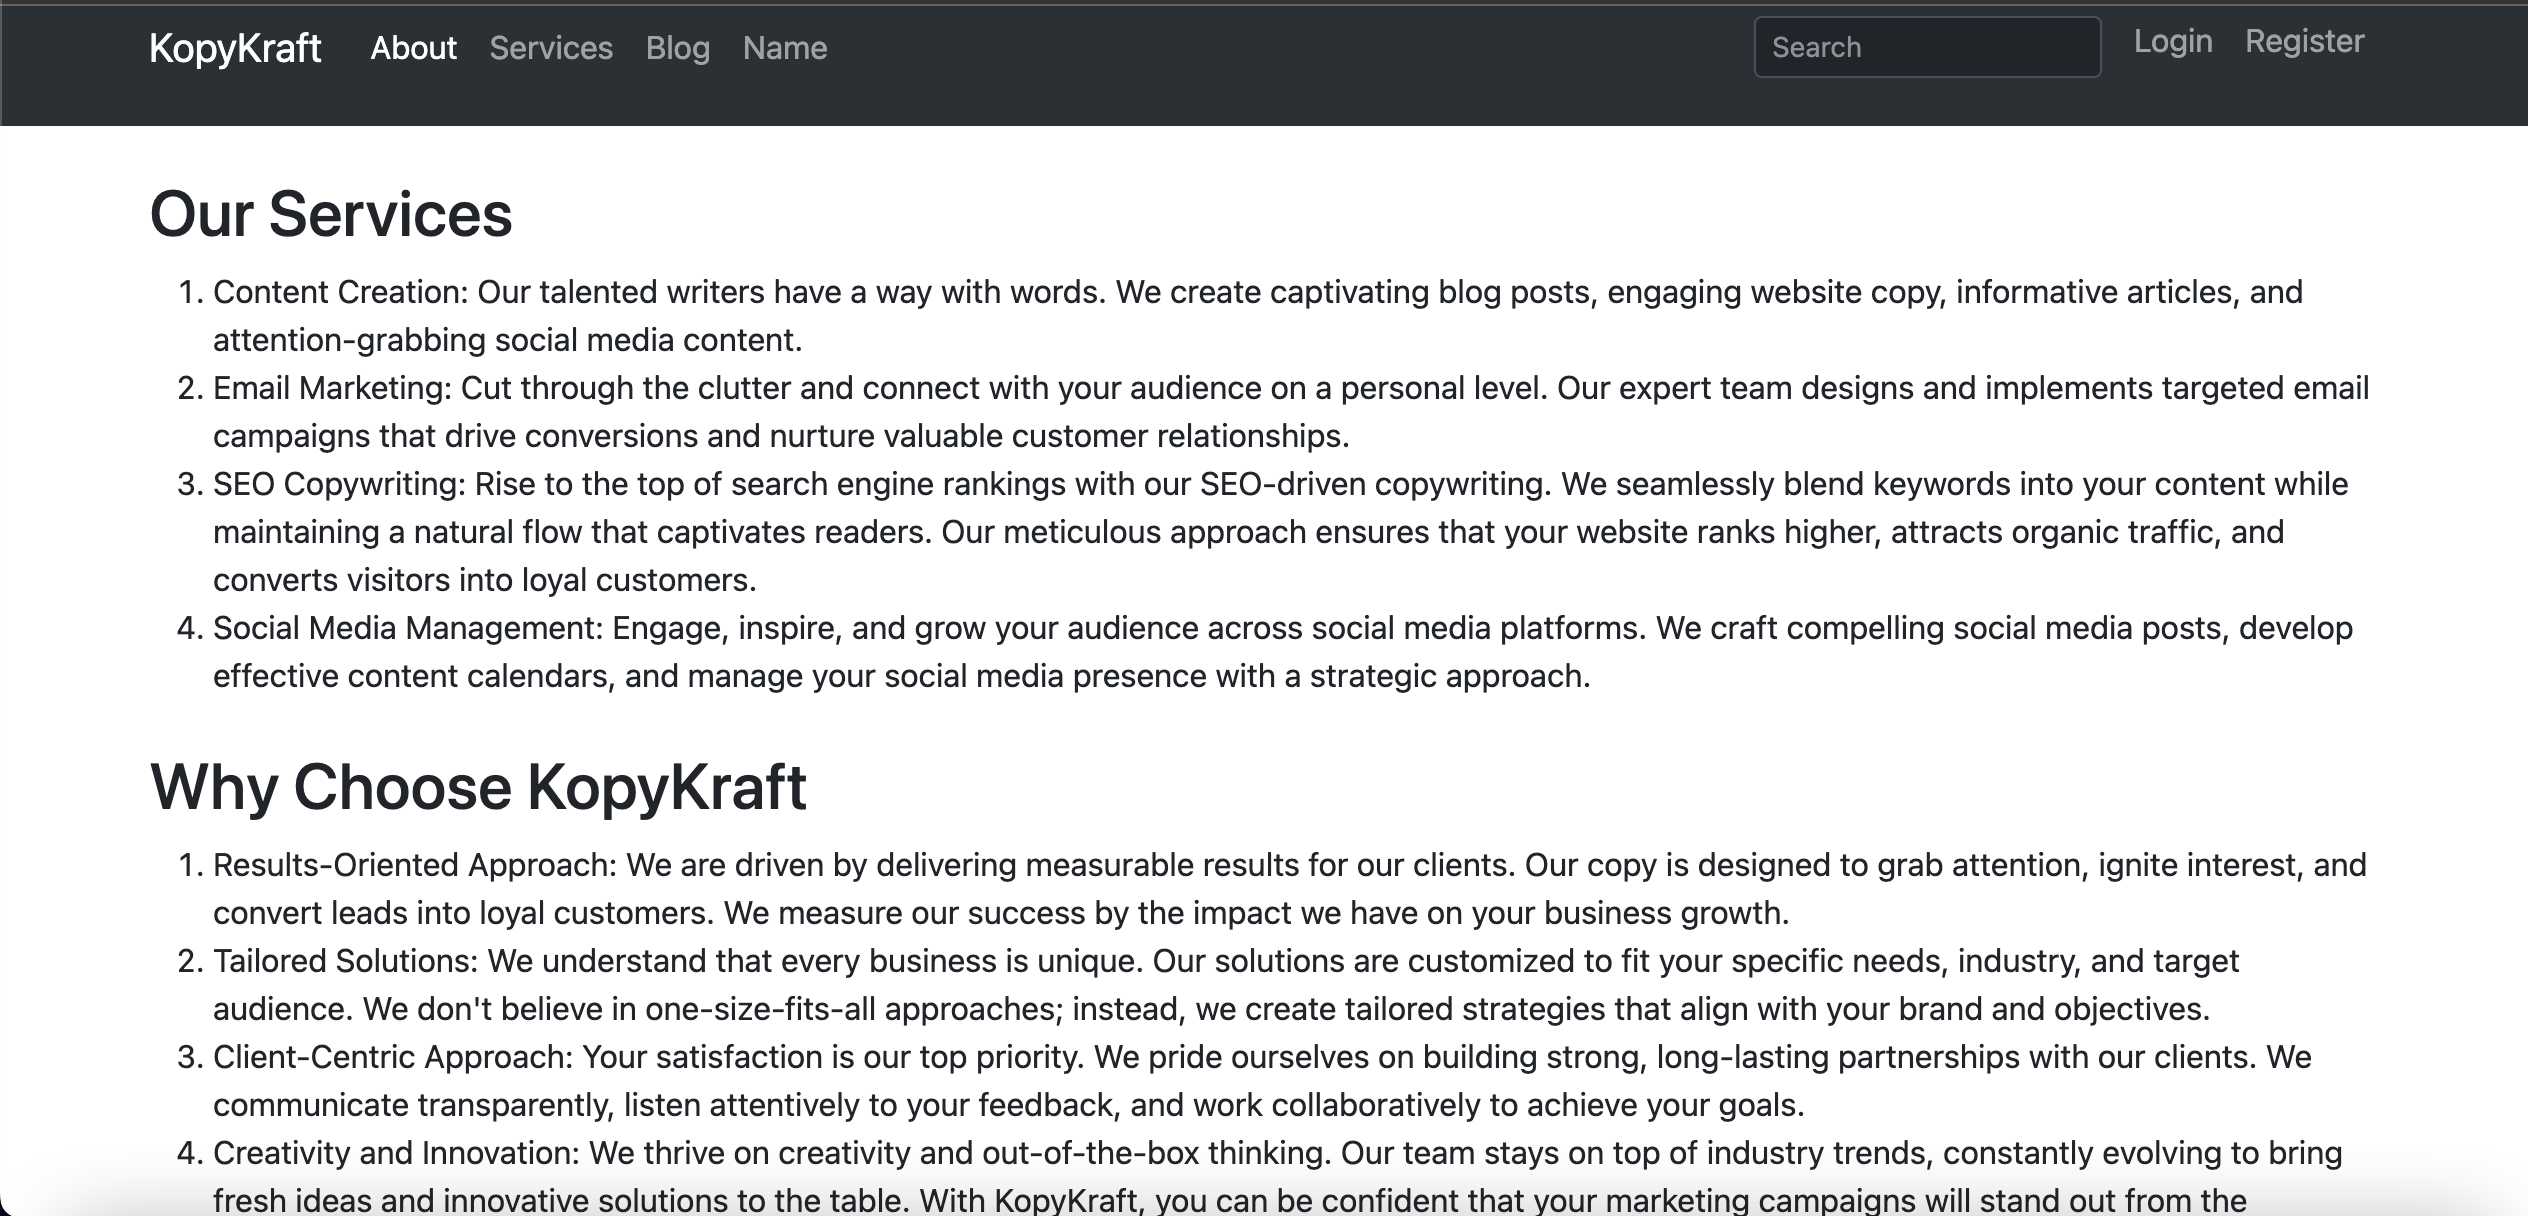 KopyKraft About Services Blog Name Search Login Register
Our Services
1. Content Creation: Our talented writers have a way with words. We create captivating blog posts, engaging website copy, informative articles, and
attention-grabbing social media content.
2. Email Marketing: Cut through the clutter and connect with your audience on a personal level. Our expert team designs and implements targeted email
campaigns that drive conversions and nurture valuable customer relationships.
3. SEO Copywriting: Rise to the top of search engine rankings with our SEO-driven copywriting. We seamlessly blend keywords into your content while
maintaining a natural flow that captivates readers. Our meticulous approach ensures that your website ranks higher, attracts organic traffic, and
converts visitors into loyal customers.
4. Social Media Management: Engage, inspire, and grow your audience across social media platforms. We craft compelling social media posts, develop
effective content calendars, and manage your social media presence with a strategic approach.
Why Choose KopyKraft
1. Results-Oriented Approach: We are driven by delivering measurable results for our clients. Our copy is designed to grab attention, ignite interest, and
convert leads into loyal customers. We measure our success by the impact we have on your business growth.
2. Tailored Solutions: We understand that every business is unique. Our solutions are customized to fit your specific needs, industry, and target
audience. We don't believe in one-size-fits-all approaches; instead, we create tailored strategies that align with your brand and objectives.
3. Client-Centric Approach: Your satisfaction is our top priority. We pride ourselves on building strong, long-lasting partnerships with our clients. We
communicate transparently, listen attentively to your feedback, and work collaboratively to achieve your goals.
4. Creativity and Innovation: We thrive on creativity and out-of-the-box thinking. Our team stays on top of industry trends, constantly evolving to bring
fresh ideas and innovative solutions to the table. With KopyKraft, you can be confident that your marketing campaigns will stand out from the